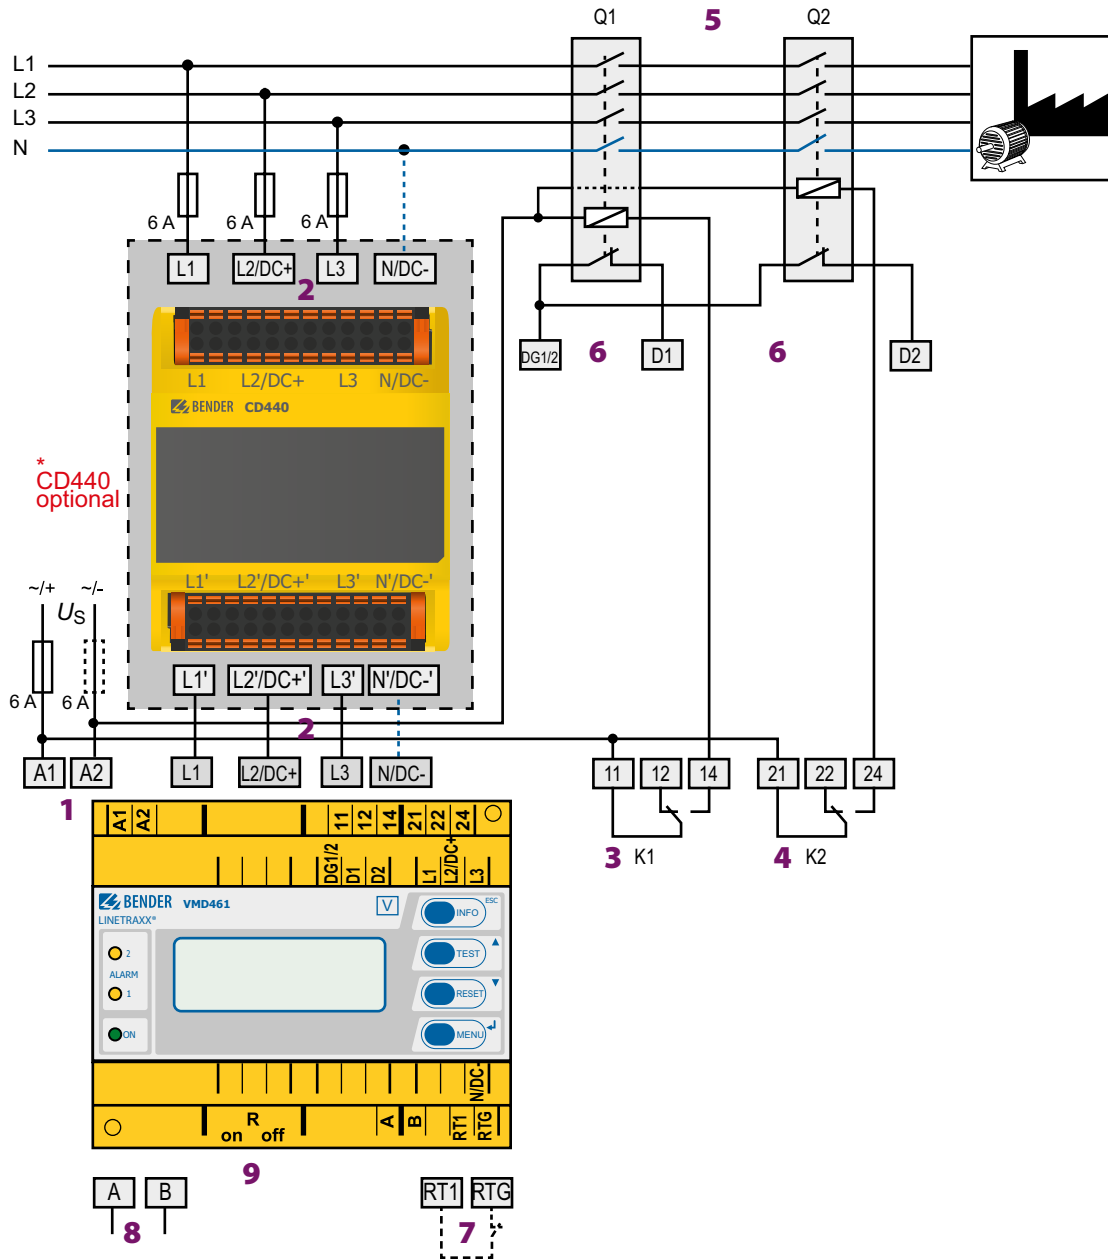 Q1
5
Q2
L1
L2
L3
N
6 A
6 A
6 A
L1
L2/DC+
L3
N/DC-
2
DG1/2
6
D1
6
D2
L1 L2/DC+ L3 N/DC-
BENDER CD440
*
CD440
optional
L1' L2'/DC+' L3' N'/DC-'
~/+ ~/-
US
6 A
6 A
L1'
L2'/DC+'
L3'
N'/DC-'
2
A1
A2
L1
L2/DC+
L3
N/DC-
11
12
14
21
22
24
1
3 K1
4 K2
A1 A2 11 12 14 21 22 24
DG1/2 D1 D2 L1 L2/DC+ L3
BENDER VMD461
LINETRAXX®
V
INFO ESC
2
TEST
ALARM
1
RESET
ON
MENU
N/DC-
R
on off
A B RT1 RTG
9
A
B
RT1
RTG
8
7